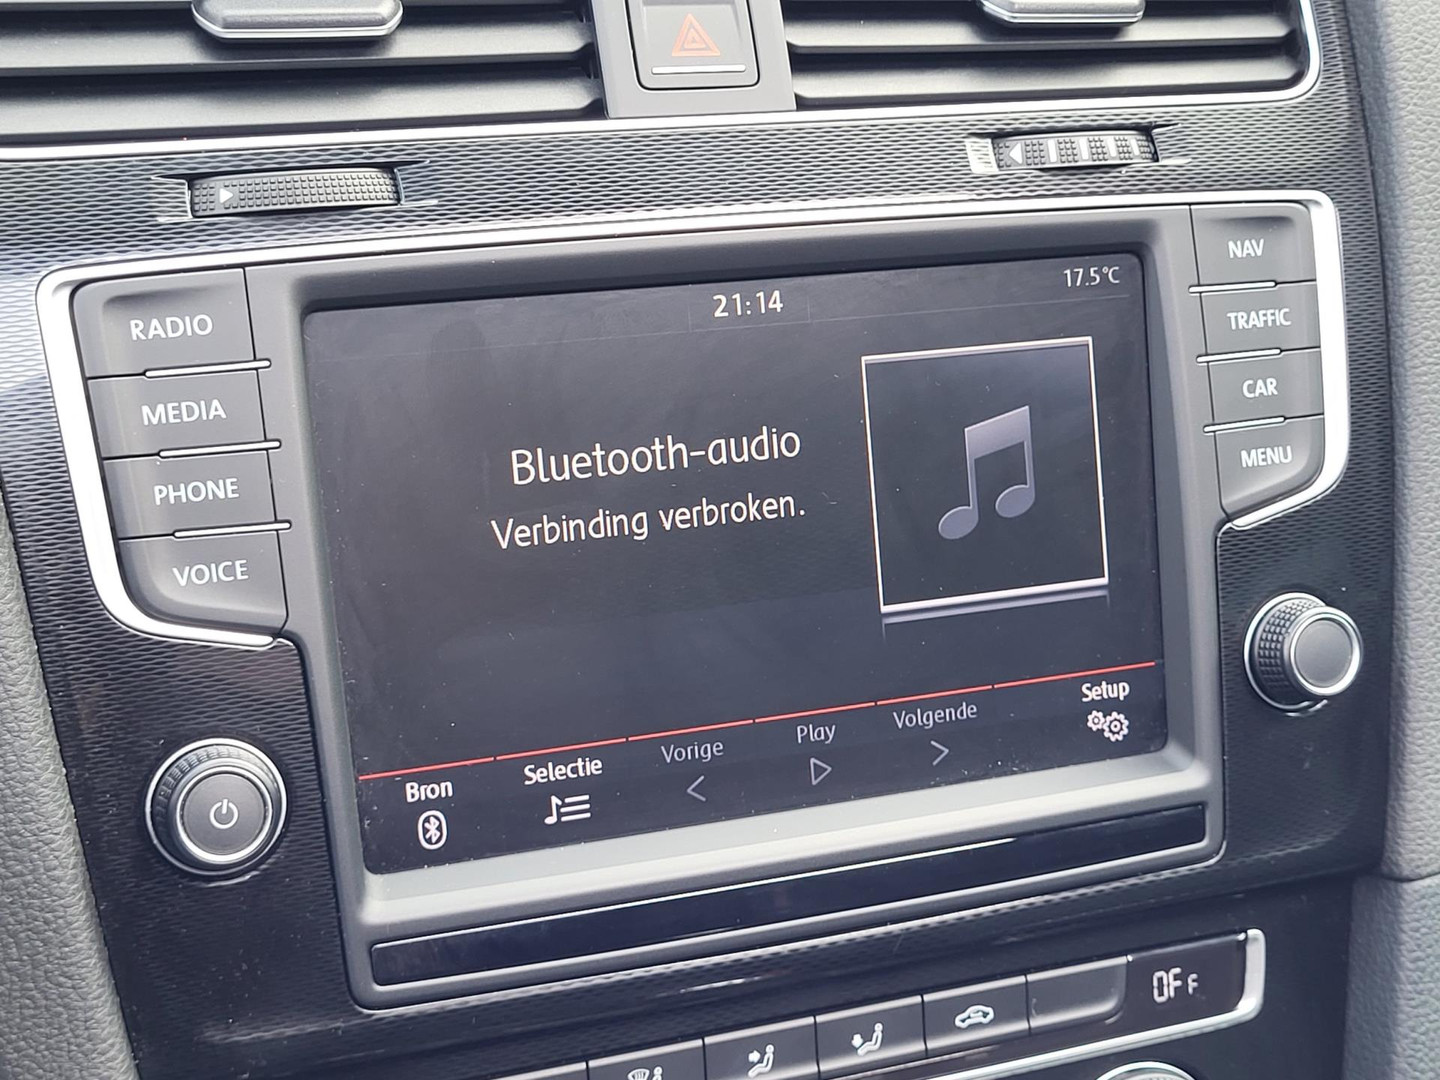 21:14
17.5°C
RADIO
MEDIA
PHONE
VOICE
NAV
TRAFFIC
CAR
MENU
Bluetooth-audio
Verbinding verbroken.
Bron
Selectie
Vorige
Play
Volgende
Setup
OFF